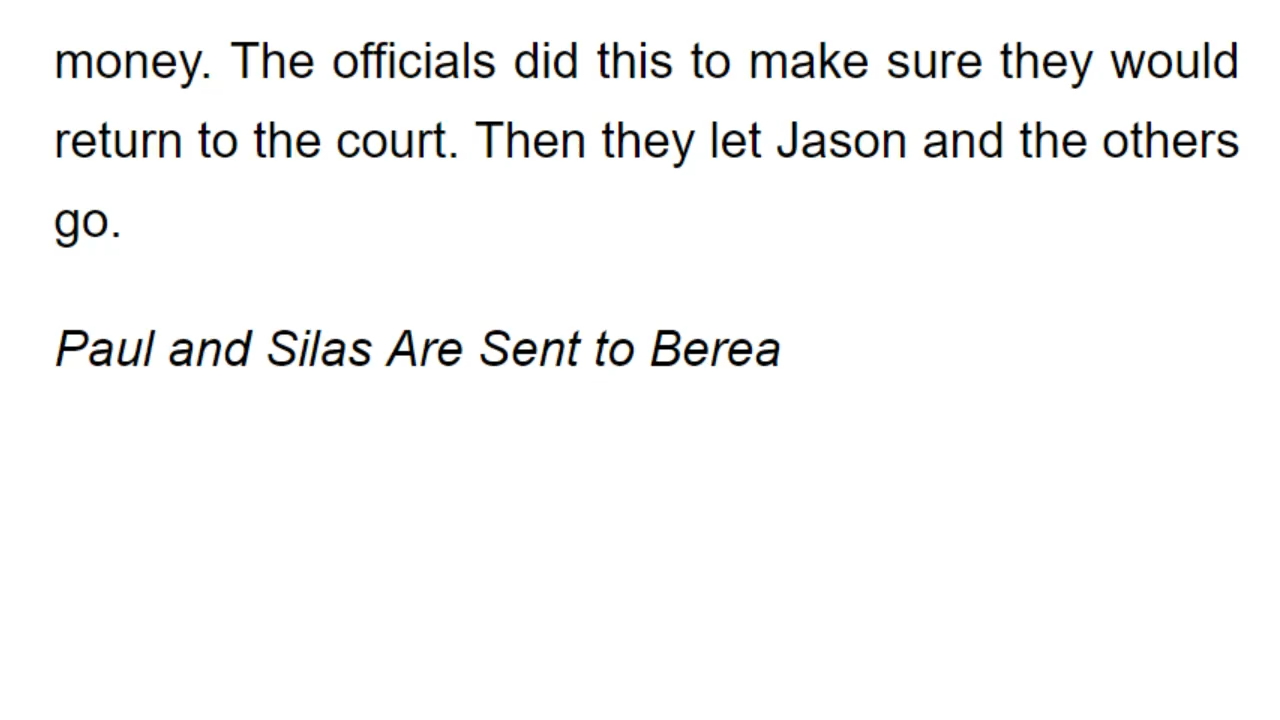 money. The officials did this to make sure they would
return to the court. Then they let Jason and the others
go.
Paul and Silas Are Sent to Berea